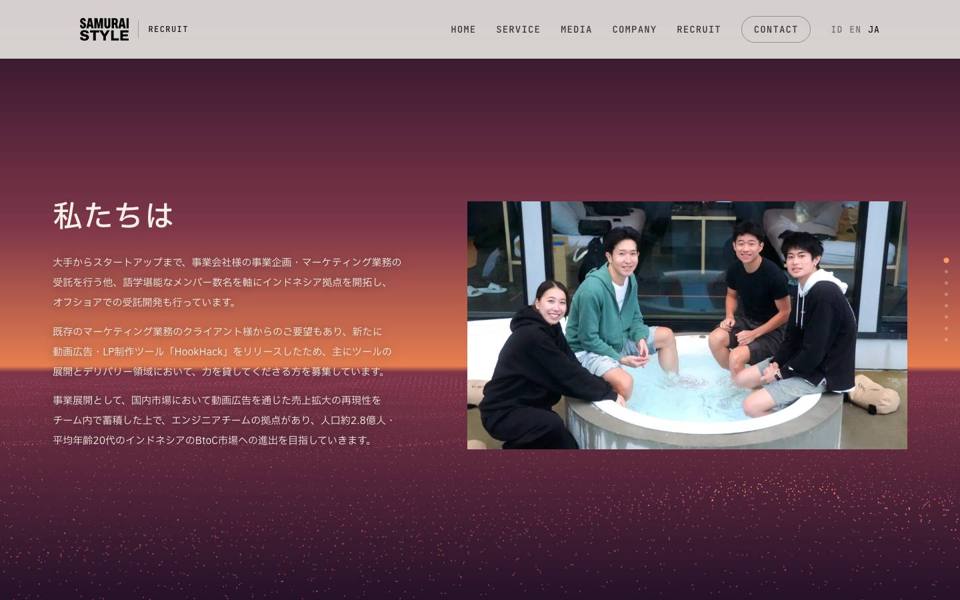 SAMURAI
STYLE
RECRUIT
HOME SERVICE MEDIA COMPANY RECRUIT CONTACT ID EN JA
私たちは
大手からスタートアップまで、事業会社様の事業企画・マーケティング業務の
受託を行う他、語学堪能なメンバー数名を軸にインドネシア拠点を開拓し、
オフショアでの受託開発も行っています。
既存のマーケティング業務のクライアント様からのご要望もあり、新たに
動画広告・LP制作ツール「HookHack」をリリースしたため、主にツールの
展開とデリバリー領域において、力を貸してくださる方を募集しています。
事業展開として、国内市場において動画広告を通じた売上拡大の再現性を
チーム内で蓄積した上で、エンジニアチームの拠点があり、人口約2.8億人・
平均年齢20代のインドネシアのBtoC市場への進出を目指していきます。